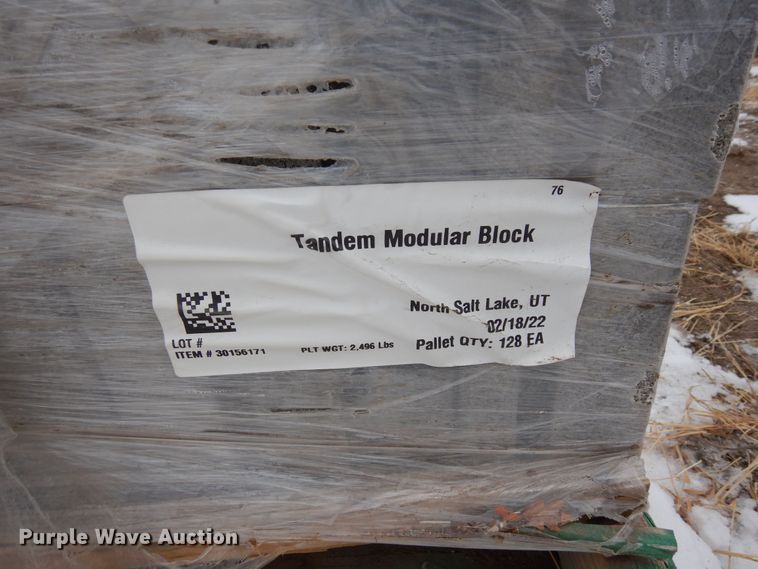 76
Tandem Modular Block
North Salt Lake, UT
02/18/22
LOT #
ITEM # 30156171
PLT WGT: 2,496 Lbs
Pallet QTY: 128 EA
Purple Wave Auction